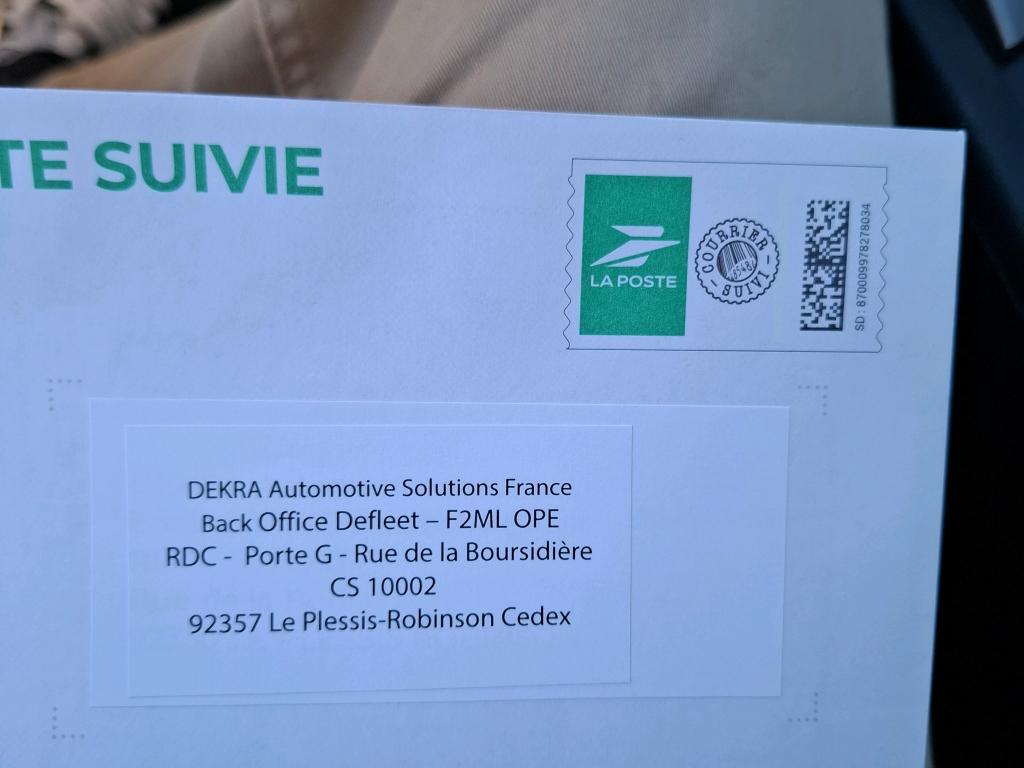 TE SUIVIE
LA POSTE
COURRIER
SUIVI
SD : 870009978278034
DEKRA Automotive Solutions France
Back Office Defleet – F2ML OPE
RDC - Porte G - Rue de la Boursidière
CS 10002
92357 Le Plessis-Robinson Cedex